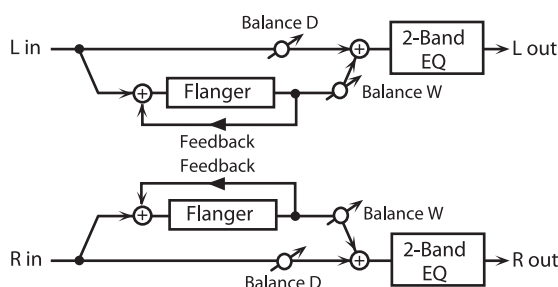 Balance D
L in
2-Band
EQ
L out
Flanger
Balance W
Feedback
Feedback
Flanger
Balance W
R in
2-Band
EQ
R out
Balance D